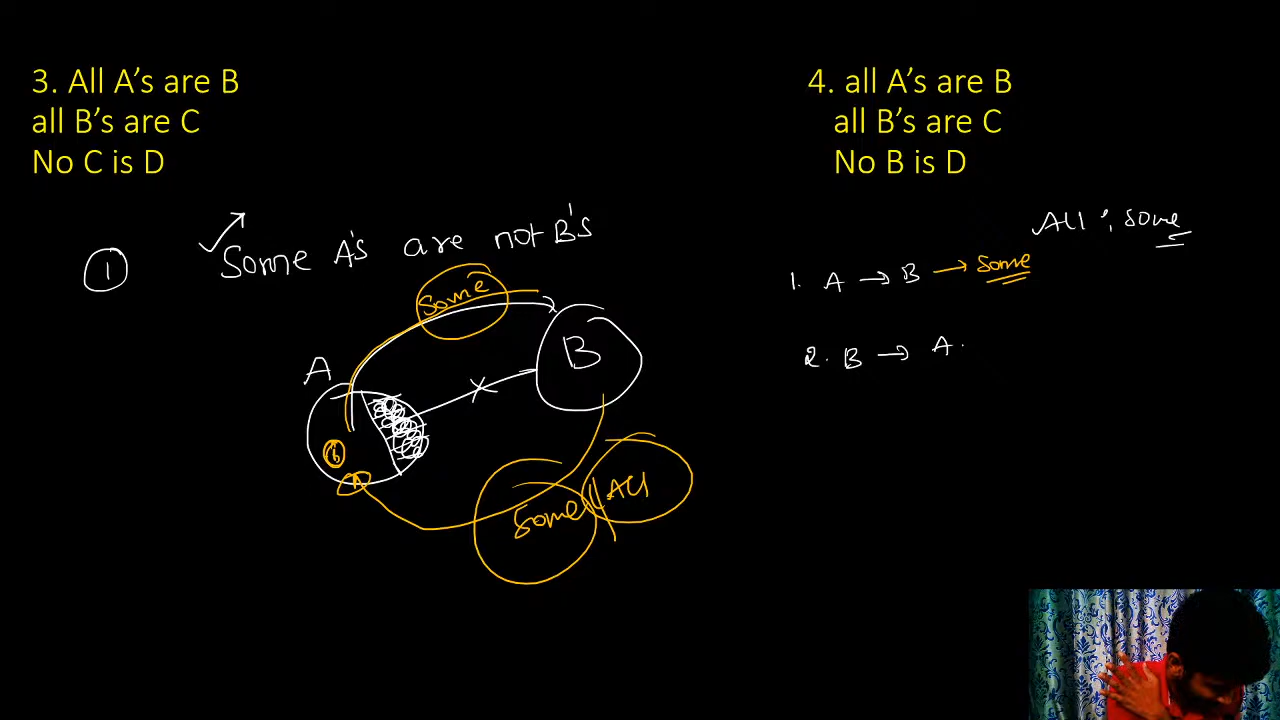 3. All A's are B
all B's are C
No C is D
4. all A's are B
all B's are C
No B is D
All ; some
1
Some A's are not B's
1. A → B → some
some
A
B
2. B → A.
b
some
All